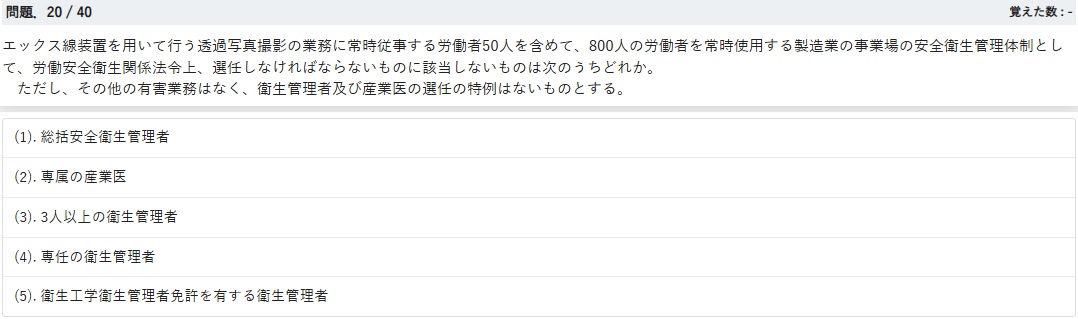 問題．20 / 40
覚えた数 : -
エックス線装置を用いて行う透過写真撮影の業務に常時従事する労働者50人を含めて、800人の労働者を常時使用する製造業の事業場の安全衛生管理体制とし
て、労働安全衛生関係法令上、選任しなければならないものに該当しないものは次のうちどれか。
　ただし、その他の有害業務はなく、衛生管理者及び産業医の選任の特例はないものとする。
(1). 総括安全衛生管理者
(2). 専属の産業医
(3). 3人以上の衛生管理者
(4). 専任の衛生管理者
(5). 衛生工学衛生管理者免許を有する衛生管理者